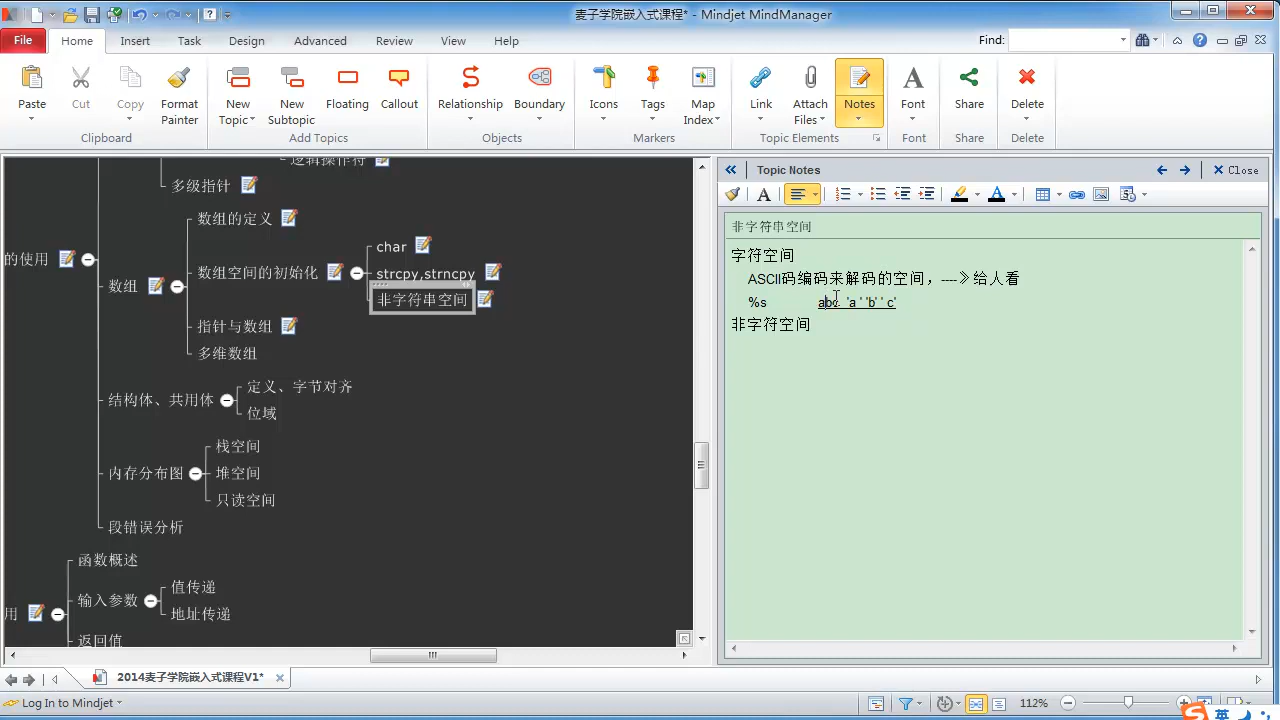 麦子学院嵌入式课程* - Mindjet MindManager
File Home Insert Task Design Advanced Review View Help Find:
Paste Cut Copy Format Painter New Topic New Subtopic Floating Callout Relationship Boundary Icons Tags Map Index Link Attach Files Notes Font Share Delete
Clipboard Add Topics Objects Markers Topic Elements Font Share Delete
逻辑操作符
多级指针
数组的定义
char
的使用
数组空间的初始化
strcpy,strncpy
数组
非字符串空间
指针与数组
多维数组
定义、字节对齐
结构体、共用体
位域
栈空间
内存分布图
堆空间
只读空间
段错误分析
函数概述
值传递
输入参数
用
地址传递
返回值
Topic Notes Close
非字符串空间
字符空间
ASCII码编码来解码的空间，----》给人看
%s abc 'a ' 'b' ' c'
非字符空间
2014麦子学院嵌入式课程V1*
Log In to Mindjet 112%
英